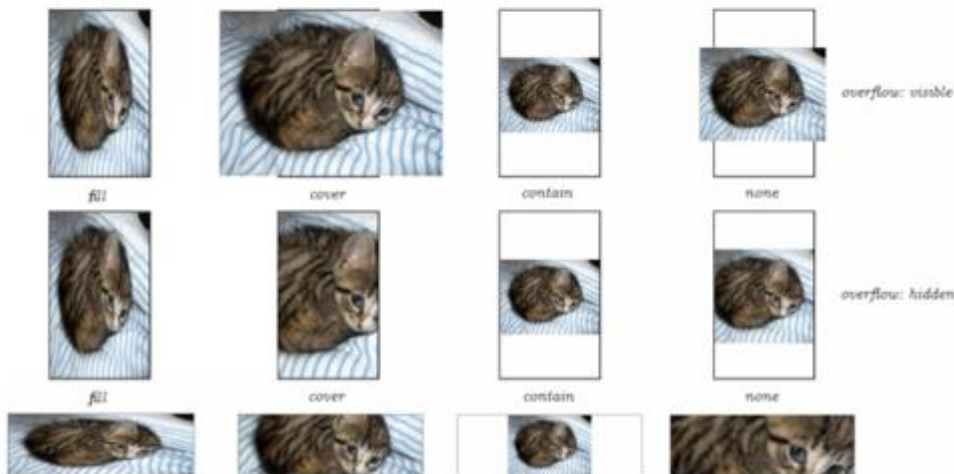 overflow: visible
fill cover contain none
overflow: hidden
fill cover contain none